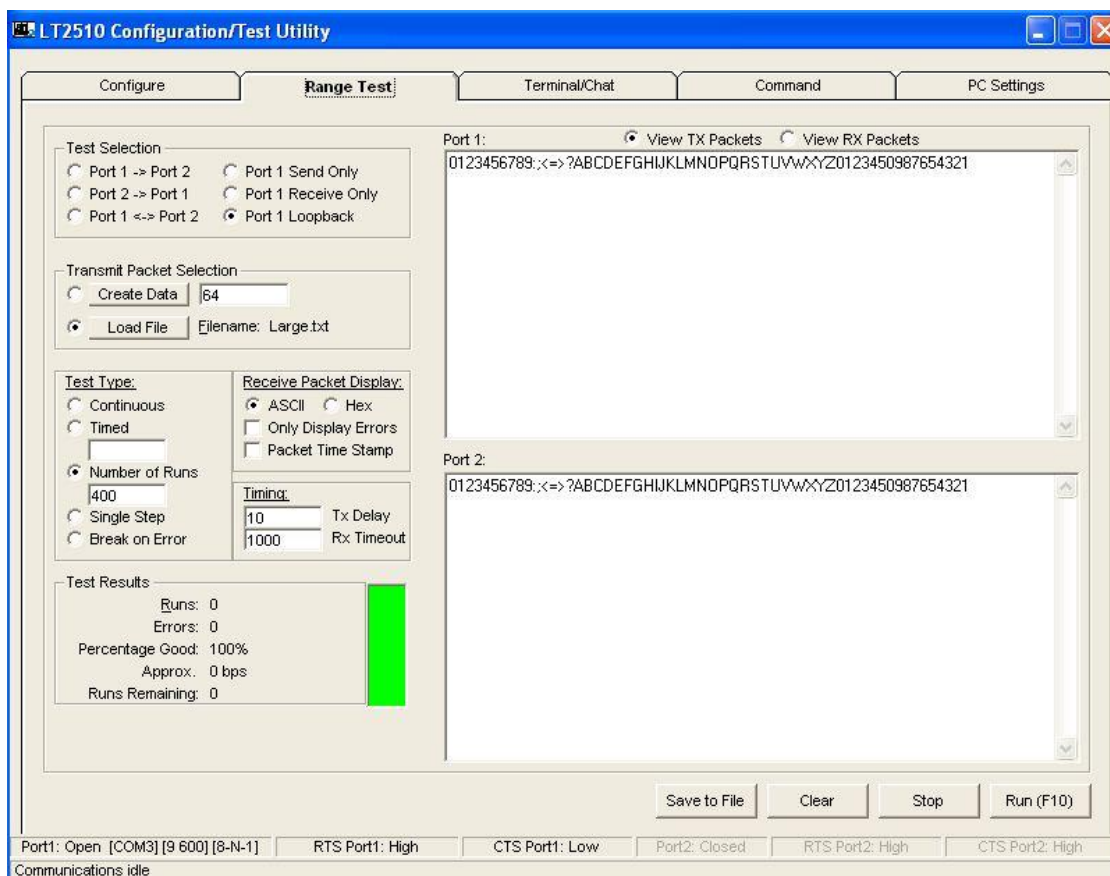 LT2510 Configuration/Test Utility
Configure
Range Test
Terminal/Chat
Command
PC Settings
Test Selection
Port 1 -> Port 2
Port 1 Send Only
Port 2 -> Port 1
Port 1 Receive Only
Port 1 <-> Port 2
Port 1 Loopback
Transmit Packet Selection
Create Data
64
Load File
Filename: Large.txt
Test Type:
Continuous
Timed
Number of Runs
400
Single Step
Break on Error
Receive Packet Display:
ASCII
Hex
Only Display Errors
Packet Time Stamp
Timing:
10
Tx Delay
1000
Rx Timeout
Test Results
Runs: 0
Errors: 0
Percentage Good: 100%
Approx. 0 bps
Runs Remaining: 0
Port 1:
View TX Packets
View RX Packets
0123456789:;<=>?ABCDEFGHIJKLMNOPQRSTUVWXYZ0123450987654321
Port 2:
0123456789:;<=>?ABCDEFGHIJKLMNOPQRSTUVWXYZ0123450987654321
Save to File
Clear
Stop
Run (F10)
Port1: Open [COM3] [9 600] [8-N-1]
RTS Port1: High
CTS Port1: Low
Port2: Closed
RTS Port2: High
CTS Port2: High
Communications idle